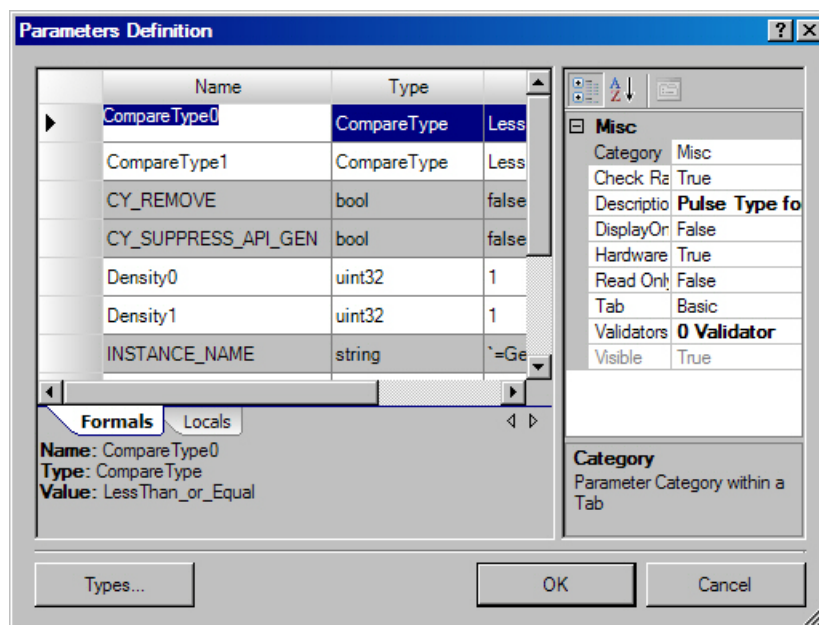 Parameters Definition
Name Type
CompareType0 CompareType Less
CompareType1 CompareType Less
CY_REMOVE bool false
CY_SUPPRESS_API_GEN bool false
Density0 uint32 1
Density1 uint32 1
INSTANCE_NAME string `=Ge
Formals Locals
Name: CompareType0
Type: CompareType
Value: LessThan_or_Equal
Misc
Category Misc
Check Ra True
Descriptio Pulse Type fo
DisplayOn False
Hardware True
Read Only False
Tab Basic
Validators 0 Validator
Visible True
Category
Parameter Category within a
Tab
Types... OK Cancel